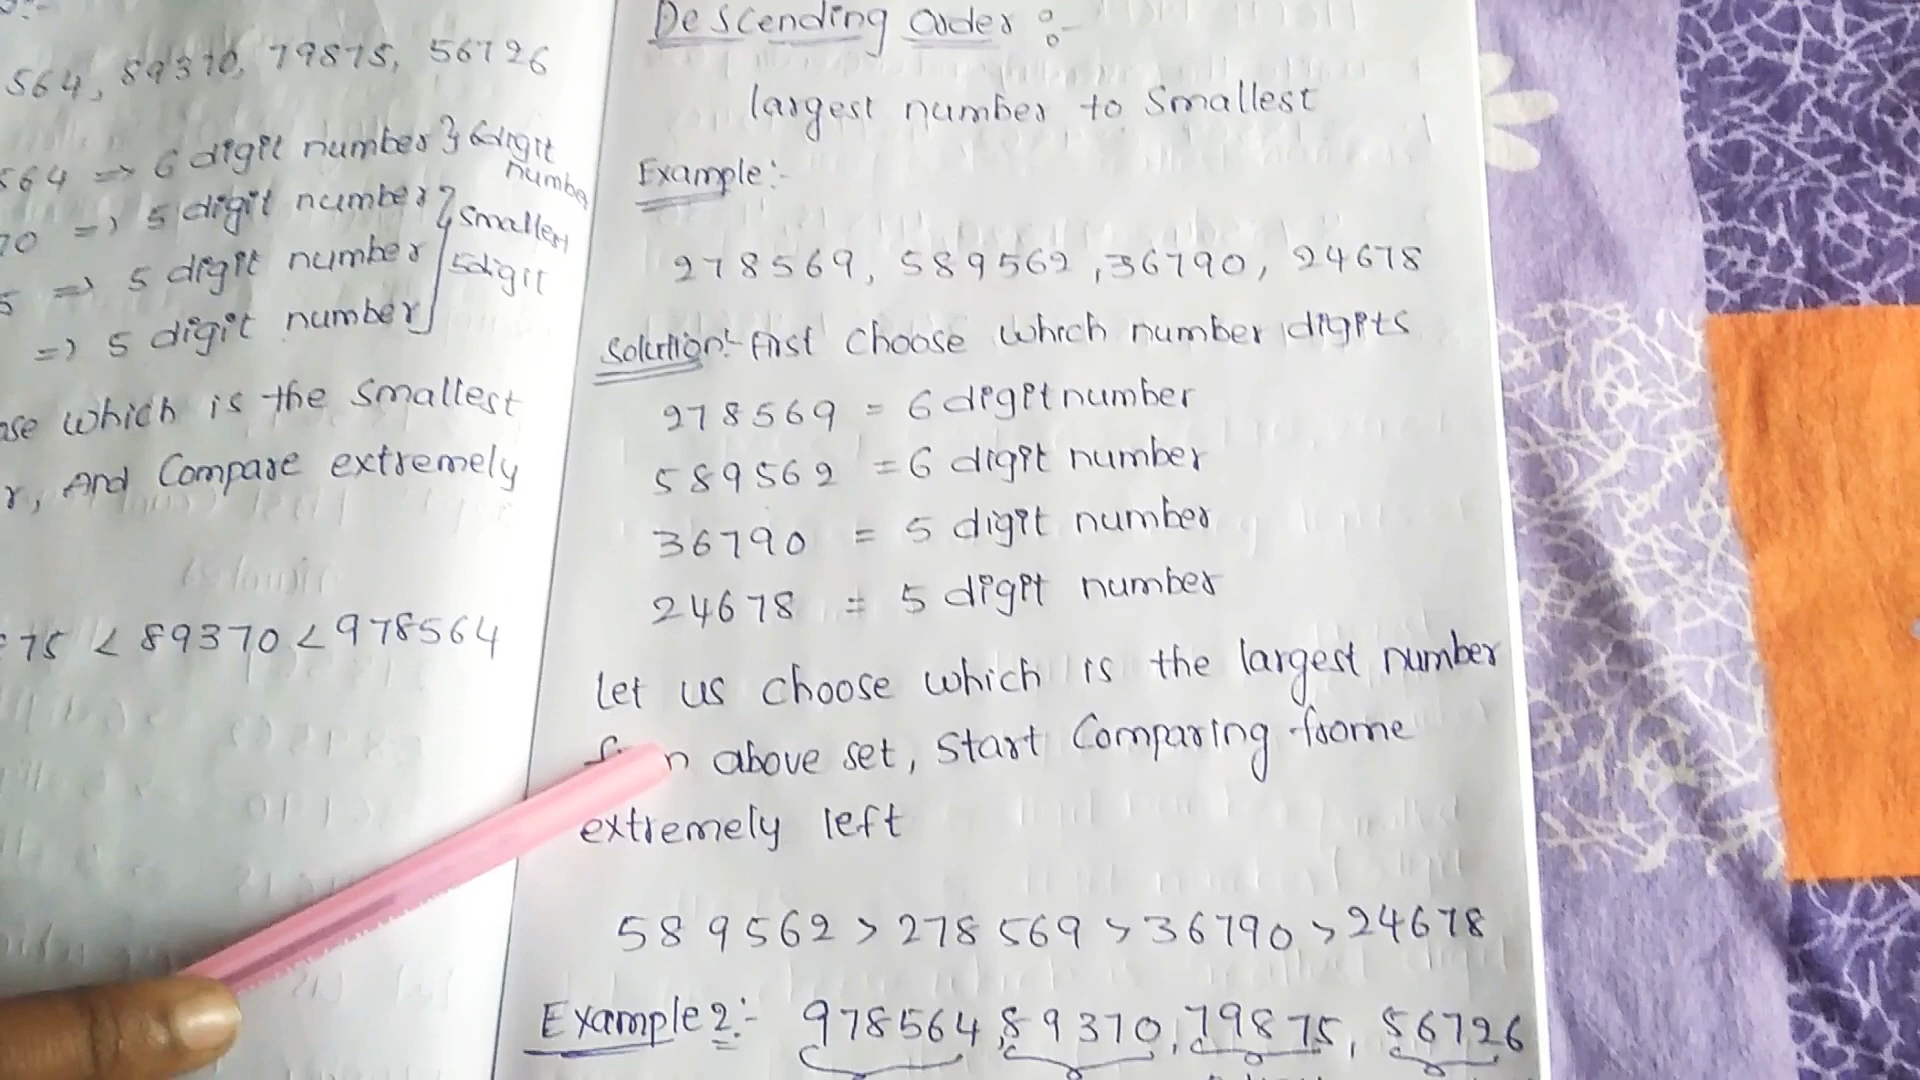 564, 89370, 79875, 56726
564 => 6 digit number } 6 digit
number
70 => 5 digit number } smallest
5 => 5 digit number 5 digit
=> 5 digit number
which is the smallest
r, And Compare extremely
75 < 89370 < 978564
Descending order :-
largest number to Smallest
Example :-
278569, 589562, 36790, 24678
Solution:- first choose which number digits
278569 = 6 digit number
589562 = 6 digit number
36790 = 5 digit number
24678 = 5 digit number
Let us choose which is the largest number
above set, Start Comparing frome
extremely left
589562 > 278569 > 36790 > 24678
Example 2:- 978564, 89370, 79875, 56726